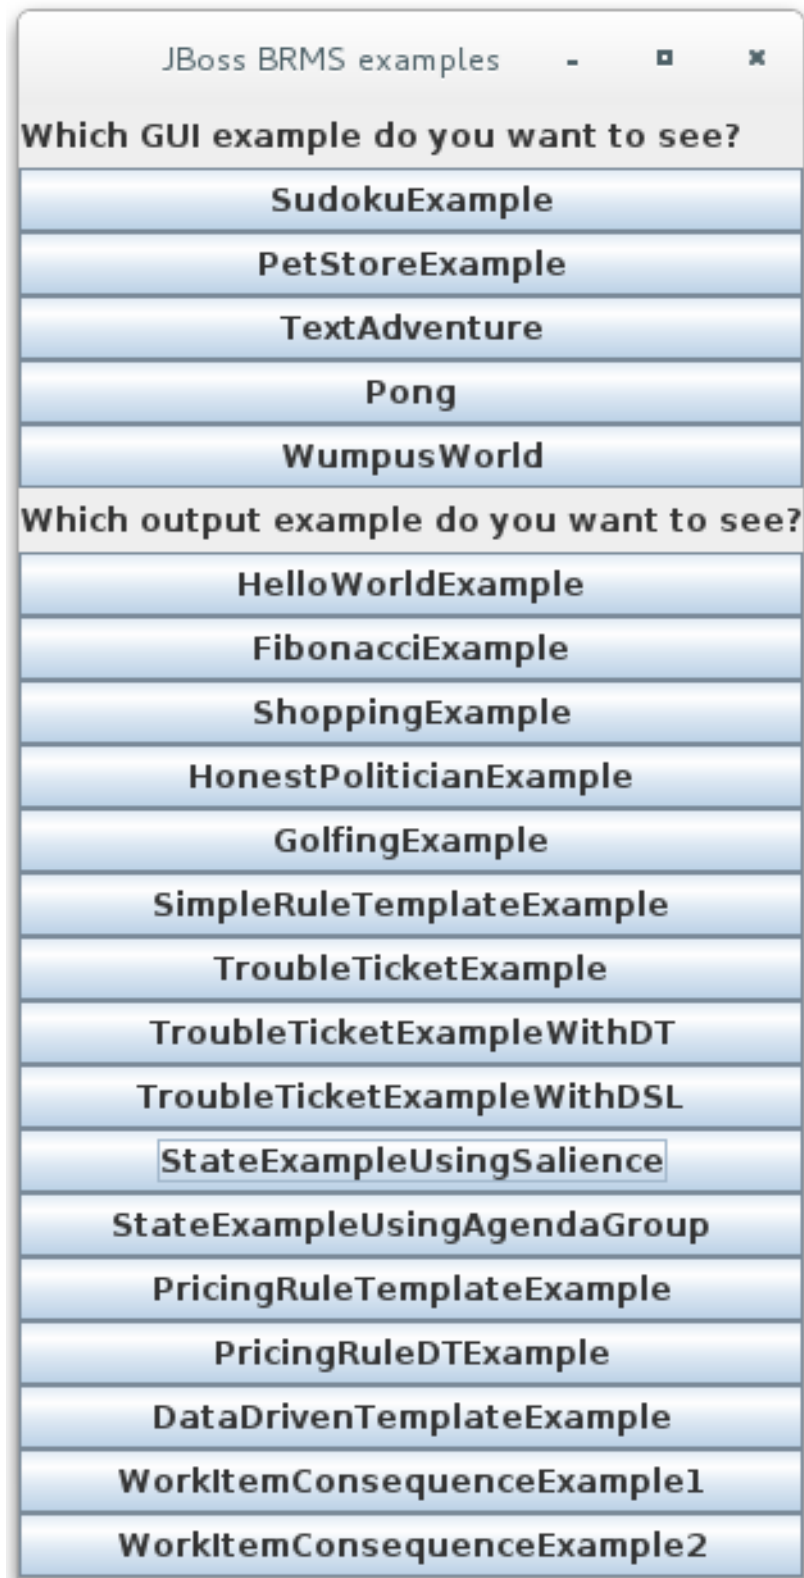 JBoss BRMS examples
Which GUI example do you want to see?
SudokuExample
PetStoreExample
TextAdventure
Pong
WumpusWorld
Which output example do you want to see?
HelloWorldExample
FibonacciExample
ShoppingExample
HonestPoliticianExample
GolfingExample
SimpleRuleTemplateExample
TroubleTicketExample
TroubleTicketExampleWithDT
TroubleTicketExampleWithDSL
StateExampleUsingSalience
StateExampleUsingAgendaGroup
PricingRuleTemplateExample
PricingRuleDTExample
DataDrivenTemplateExample
WorkItemConsequenceExample1
WorkItemConsequenceExample2